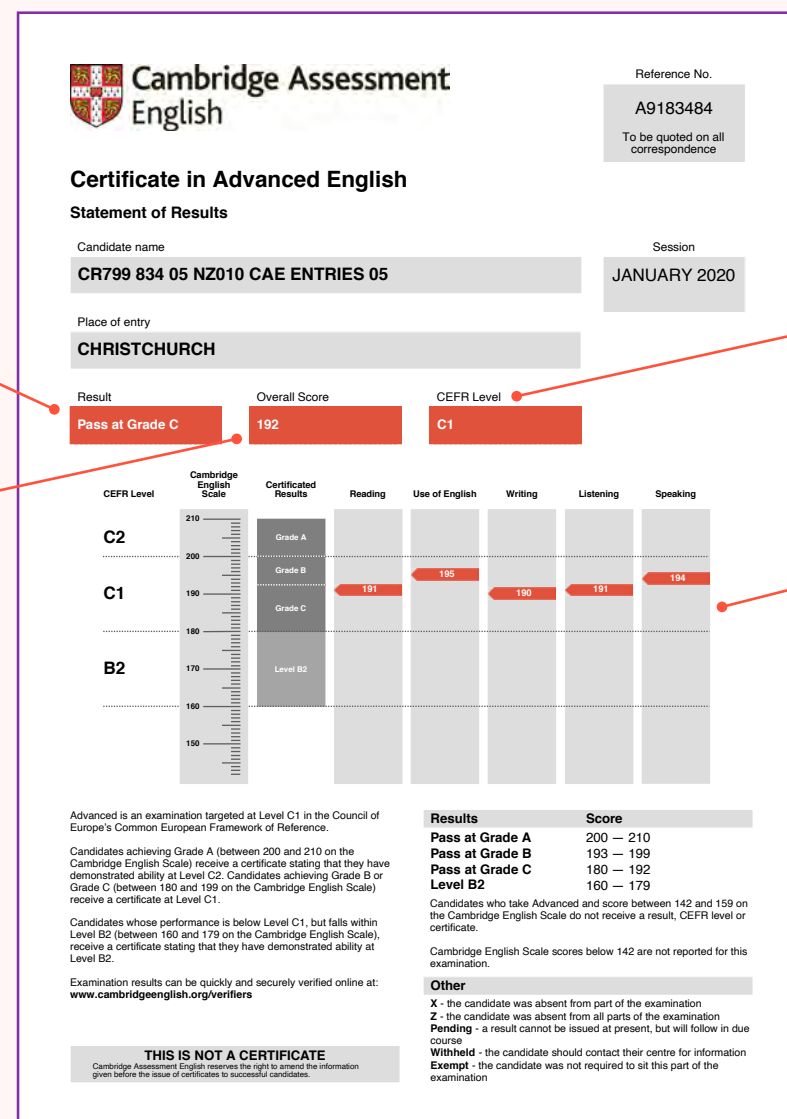 Cambridge Assessment
English
Reference No.
A9183484
To be quoted on all
correspondence
Certificate in Advanced English
Statement of Results
Candidate name
Session
CR799 834 05 NZ010 CAE ENTRIES 05
JANUARY 2020
Place of entry
CHRISTCHURCH
Result
Overall Score
CEFR Level
Pass at Grade C
192
C1
CEFR Level
Cambridge
English
Scale
Certificated
Results
Reading
Use of English
Writing
Listening
Speaking
C2
C1
B2
210
200
190
180
170
160
150
Grade A
Grade B
Grade C
Level B2
191
195
190
191
194
Advanced is an examination targeted at Level C1 in the Council of
Europe's Common European Framework of Reference.
Candidates achieving Grade A (between 200 and 210 on the
Cambridge English Scale) receive a certificate stating that they have
demonstrated ability at Level C2. Candidates achieving Grade B or
Grade C (between 180 and 199 on the Cambridge English Scale)
receive a certificate at Level C1.
Candidates whose performance is below Level C1, but falls within
Level B2 (between 160 and 179 on the Cambridge English Scale),
receive a certificate stating that they have demonstrated ability at
Level B2.
Examination results can be quickly and securely verified online at:
www.cambridgeenglish.org/verifiers
THIS IS NOT A CERTIFICATE
Cambridge Assessment English reserves the right to amend the information
given before the issue of certificates to successful candidates.
Results Score
Pass at Grade A 200 — 210
Pass at Grade B 193 — 199
Pass at Grade C 180 — 192
Level B2 160 — 179
Candidates who take Advanced and score between 142 and 159 on
the Cambridge English Scale do not receive a result, CEFR level or
certificate.
Cambridge English Scale scores below 142 are not reported for this
examination.
Other
X - the candidate was absent from part of the examination
Z - the candidate was absent from all parts of the examination
Pending - a result cannot be issued at present, but will follow in due
course
Withheld - the candidate should contact their centre for information
Exempt - the candidate was not required to sit this part of the
examination